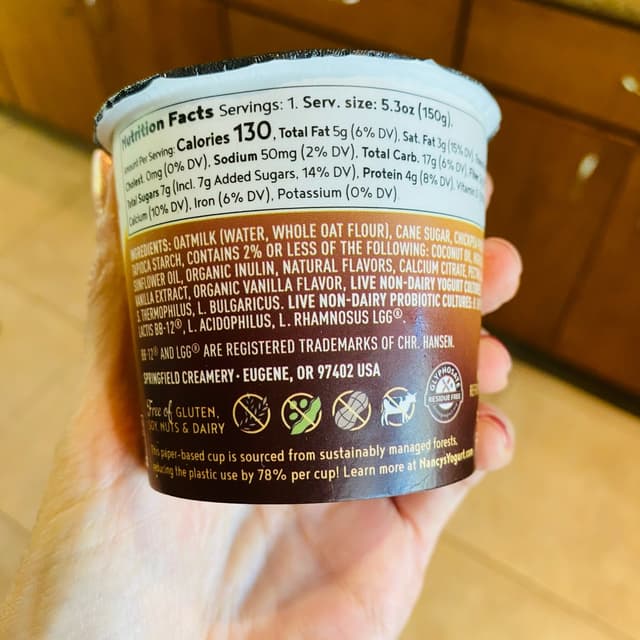 Nutrition Facts Servings: 1. Serv. size: 5.3oz (150g),
Amount Per Serving: Calories 130, Total Fat 5g (6% DV), Sat. Fat 3g (15% DV),
Cholest. 0mg (0% DV), Sodium 50mg (2% DV), Total Carb. 17g (6% DV),
Total Sugars 7g (Incl. 7g Added Sugars, 14% DV), Protein 4g (8% DV),
Calcium (10% DV), Iron (6% DV), Potassium (0% DV).
INGREDIENTS: OATMILK (WATER, WHOLE OAT FLOUR), CANE SUGAR,
TAPIOCA STARCH, CONTAINS 2% OR LESS OF THE FOLLOWING: COCONUT OIL,
SUNFLOWER OIL, ORGANIC INULIN, NATURAL FLAVORS, CALCIUM CITRATE,
VANILLA EXTRACT, ORGANIC VANILLA FLAVOR, LIVE NON-DAIRY YOGURT
S. THERMOPHILUS, L. BULGARICUS. LIVE NON-DAIRY PROBIOTIC CULTURES:
LACTIS BB-12®, L. ACIDOPHILUS, L. RHAMNOSUS LGG®.
BB-12® AND LGG® ARE REGISTERED TRADEMARKS OF CHR. HANSEN.
SPRINGFIELD CREAMERY • EUGENE, OR 97402 USA
Free of GLUTEN,
SOY, NUTS & DAIRY
GLYPHOSATE
RESIDUE FREE
This paper-based cup is sourced from sustainably managed forests,
reducing the plastic use by 78% per cup! Learn more at NancysYogurt.com